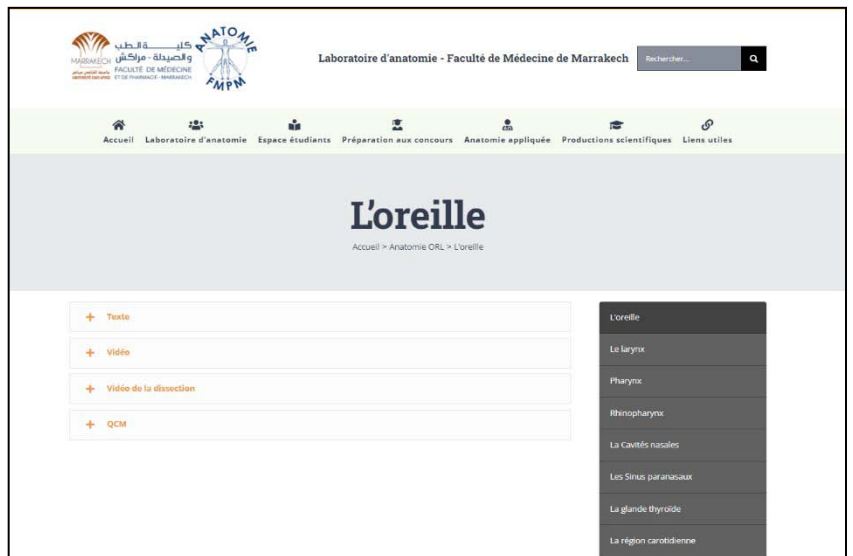 كليـــة الـطـب
والصيدلة - مراكش
FACULTÉ DE MÉDECINE
ET DE PHARMACIE - MARRAKECH
MARRAKECH
ANATOMIE
FMPM
Laboratoire d'anatomie - Faculté de Médecine de Marrakech
Rechercher...
Accueil Laboratoire d'anatomie Espace étudiants Préparation aux concours Anatomie appliquée Productions scientifiques Liens utiles
L'oreille
Accueil > Anatomie ORL > L'oreille
Texte
Vidéo
Vidéo de la dissection
QCM
L'oreille
Le larynx
Pharynx
Rhinopharynx
La Cavités nasales
Les Sinus paranasaux
La glande thyroïde
La région carotidienne